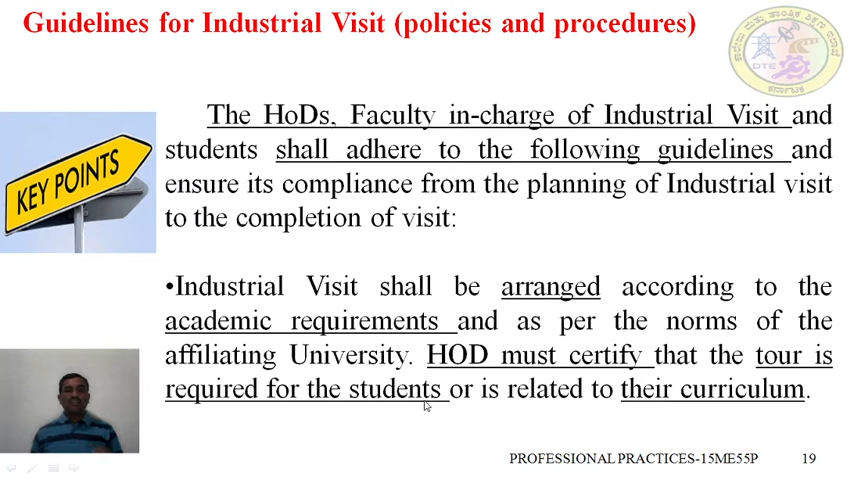 Guidelines for Industrial Visit (policies and procedures)
DTE
The HoDs, Faculty in-charge of Industrial Visit and
students shall adhere to the following guidelines and
ensure its compliance from the planning of Industrial visit
to the completion of visit:
KEY POINTS
•Industrial Visit shall be arranged according to the
academic requirements and as per the norms of the
affiliating University. HOD must certify that the tour is
required for the students or is related to their curriculum.
PROFESSIONAL PRACTICES-15ME55P 19